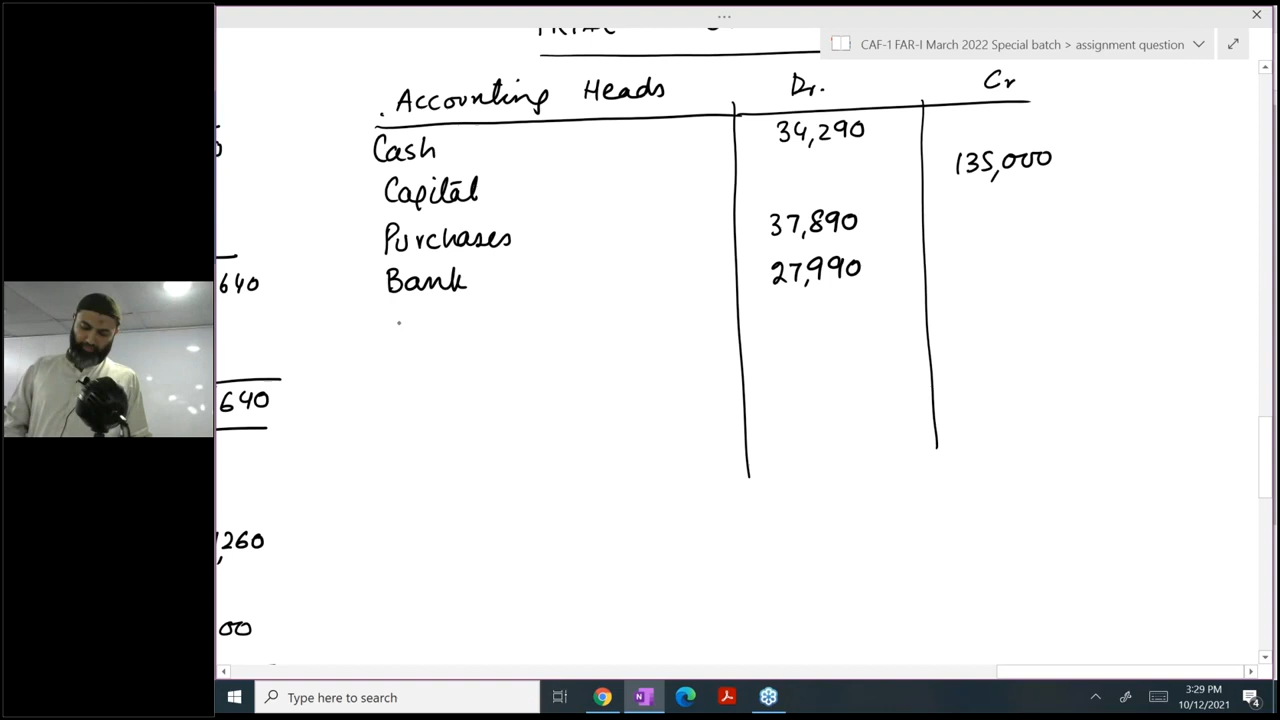 CAF-1 FAR-I March 2022 Special batch > assignment question
Accounting Heads Dr. Cr
Cash 34,290
Capital 135,000
Purchases 37,890
Bank 27,990
640
640
,260
00
Type here to search
3:29 PM
10/12/2021
4